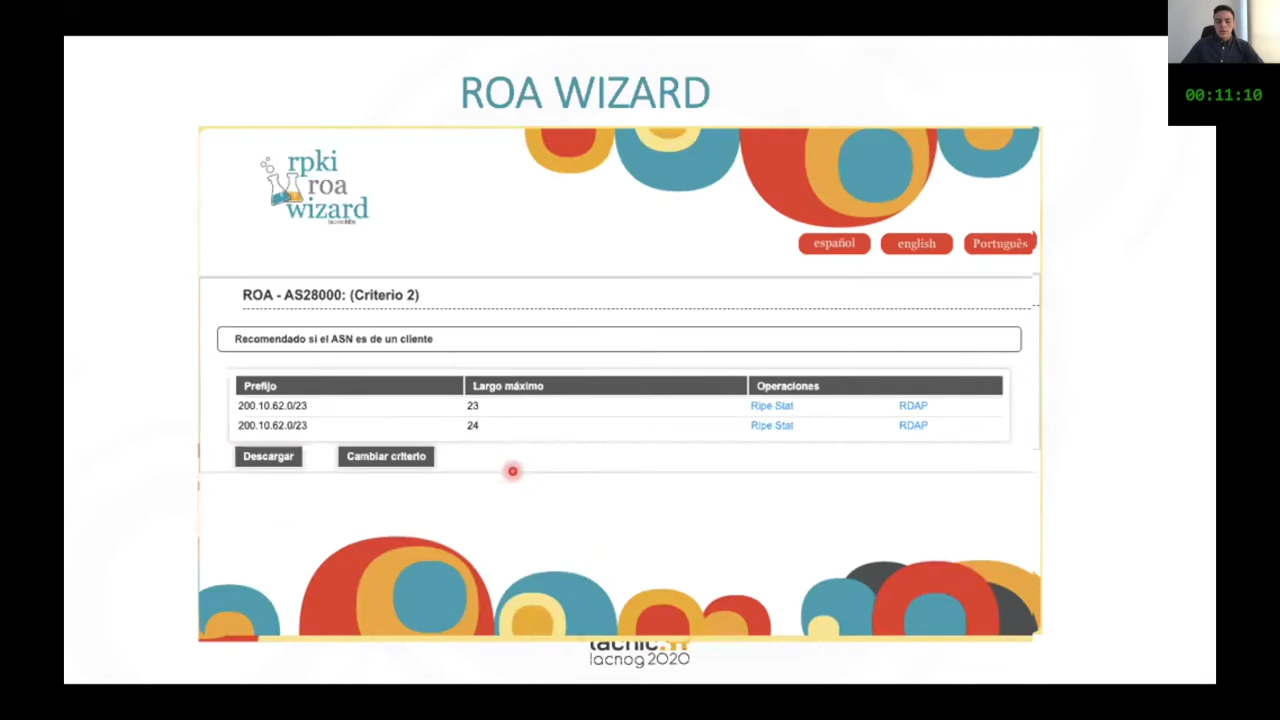 ROA WIZARD
00:11:10
rpki
roa
wizard
español english Português
ROA - AS28000: (Criterio 2)
Recomendado si el ASN es de un cliente
Prefijo Largo máximo Operaciones
200.10.62.0/23 23 Ripe Stat RDAP
200.10.62.0/23 24 Ripe Stat RDAP
Descargar Cambiar criterio
lacnog2020